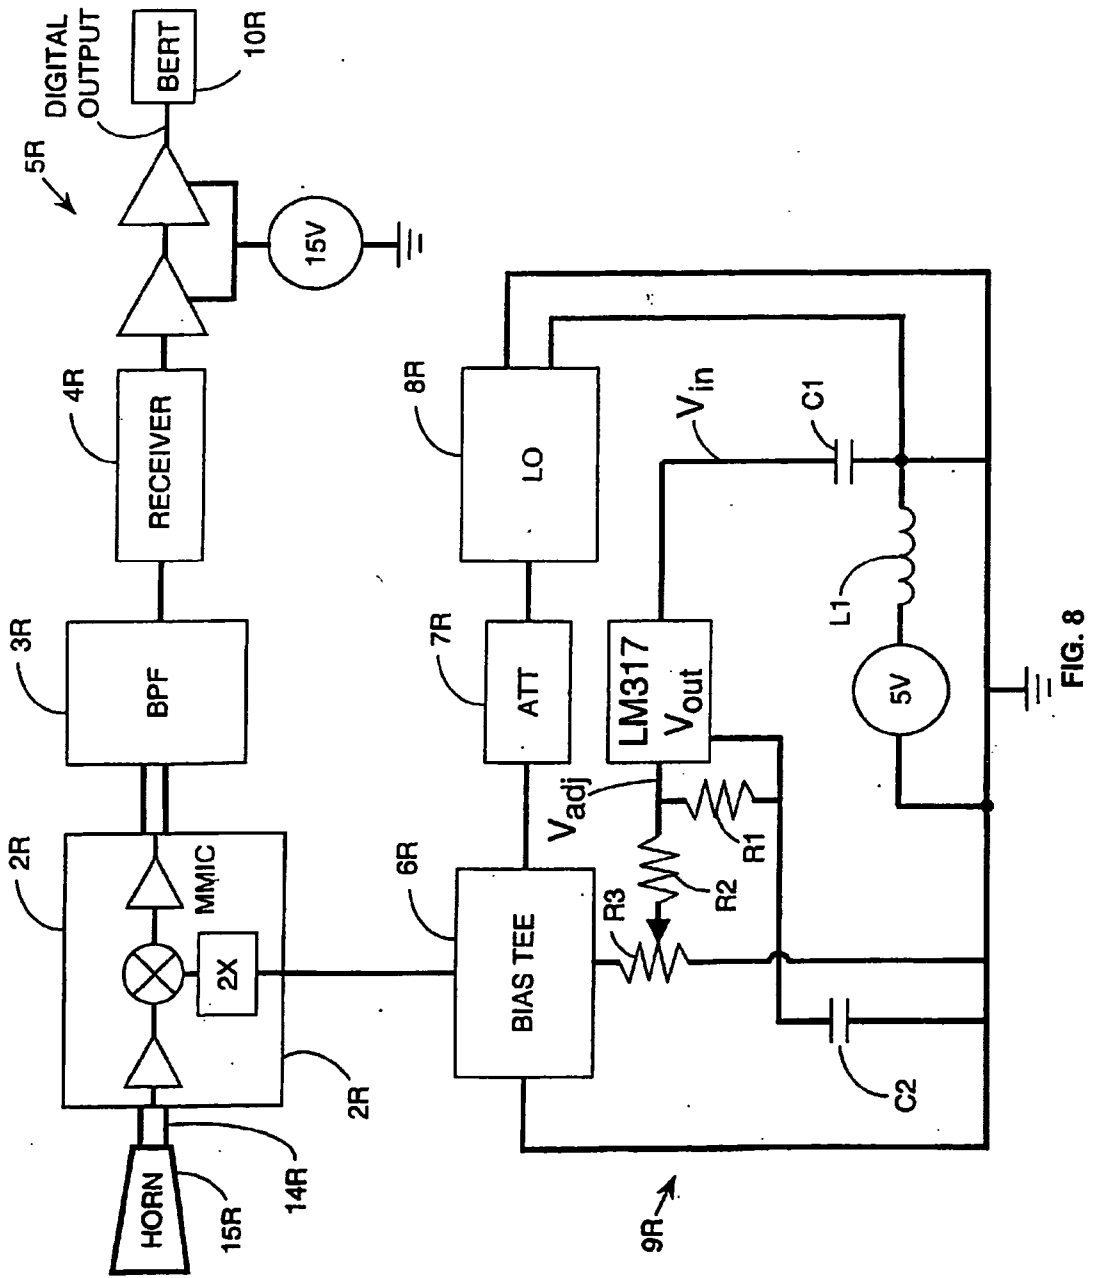 HORN
15R
14R
2R
2R
MMIC
2X
BPF
3R
RECEIVER
4R
5R
DIGITAL
OUTPUT
BERT
10R
15V
BIAS TEE
6R
ATT
7R
LO
8R
LM317
Vout
Vadj
Vin
R1
R2
R3
C1
C2
L1
5V
9R
FIG. 8